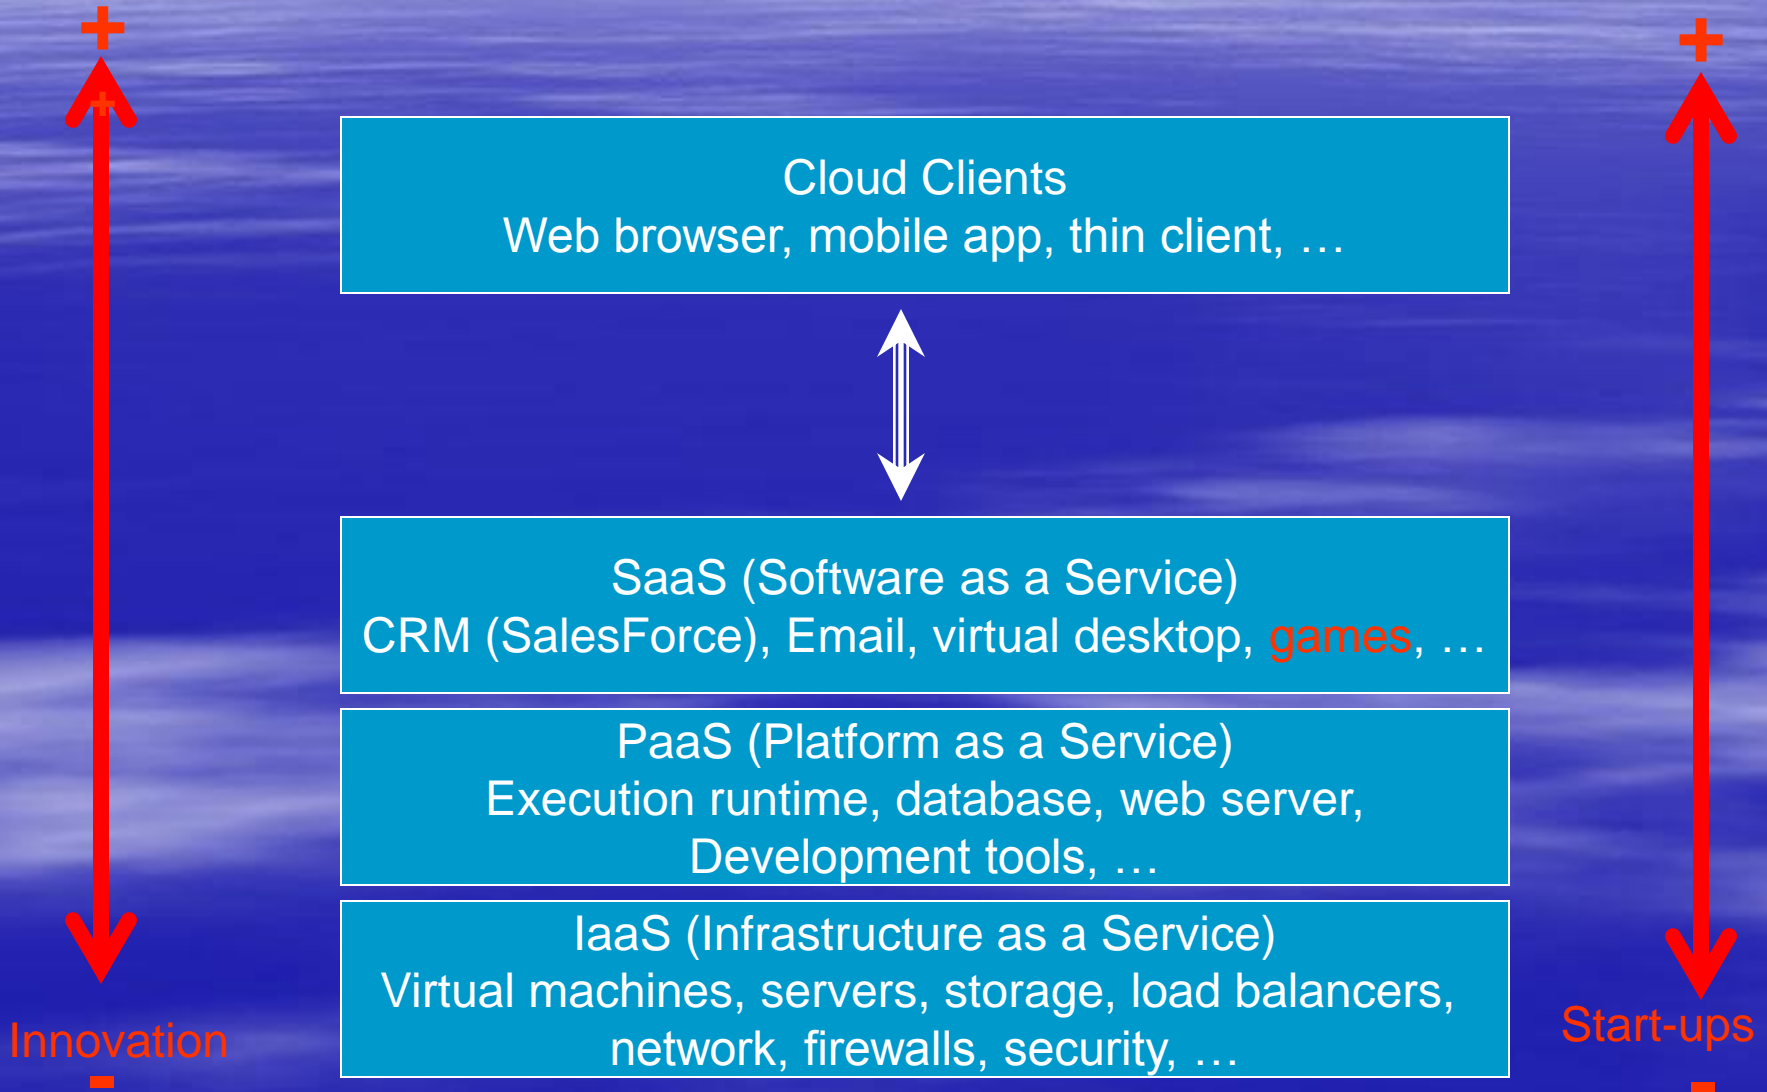 +
+
+
Cloud Clients
Web browser, mobile app, thin client, …
SaaS (Software as a Service)
CRM (SalesForce), Email, virtual desktop, games, …
PaaS (Platform as a Service)
Execution runtime, database, web server,
Development tools, …
IaaS (Infrastructure as a Service)
Virtual machines, servers, storage, load balancers,
network, firewalls, security, …
Innovation
-
Start-ups
-